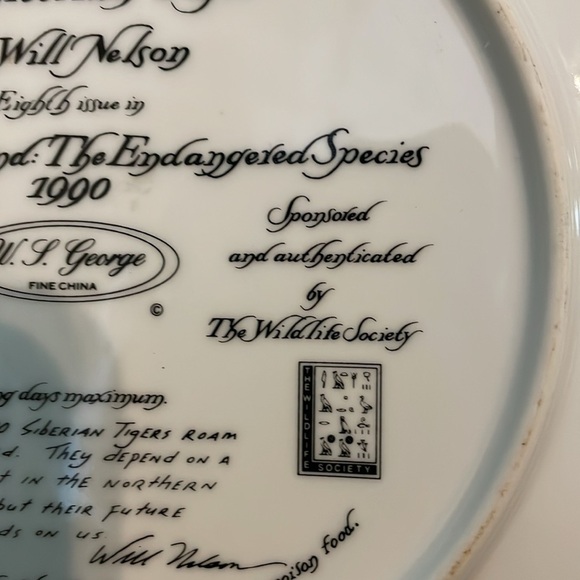 Will Nelson
Eighth issue in
nd: The Endangered Species
1990
W. S. George
FINE CHINA
©
Sponsored
and authenticated
by
The Wildlife Society
THE WILDLIFE
SOCIETY
g days maximum.
0 SIBERIAN TIGERS ROAM
d. THEY DEPEND ON A
T IN THE NORTHERN
BUT THEIR FUTURE
DS ON US.
Will Nelson
ison food.